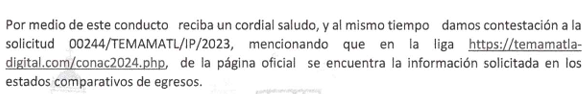 Por medio de este conducto reciba un cordial saludo, y al mismo tiempo damos contestación a la
solicitud 00244/TEMAMATL/IP/2023, mencionando que en la liga https://temamatla-
digital.com/conac2024.php, de la página oficial se encuentra la información solicitada en los
estados comparativos de egresos.